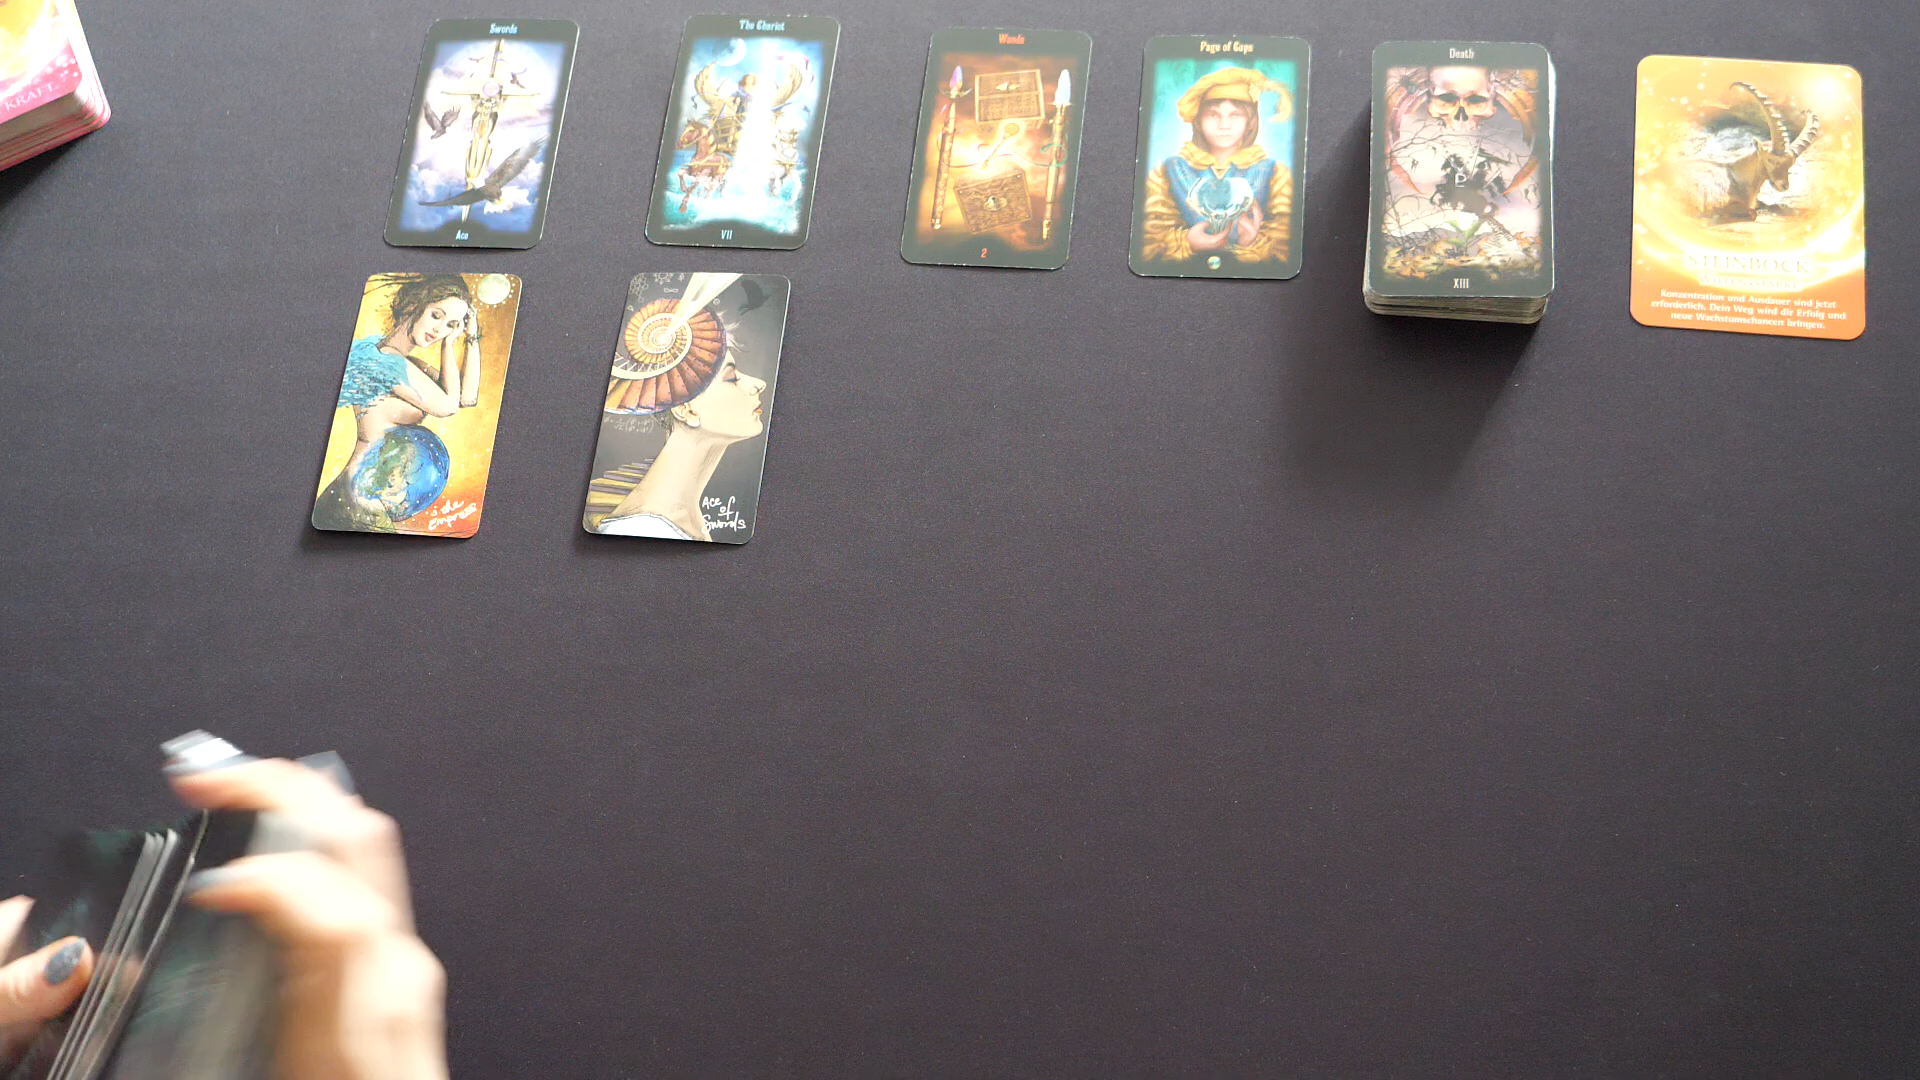 KRAFT.
Swords
Ace
The Chariot
VII
Wands
2
Page of Cups
Death
XIII
STEINBOCK
Konzentration und Ausdauer sind jetzt
erforderlich. Dein Weg wird dir Erfolg und
neue Wachstumschancen bringen.
the
Empress
Ace
of
Swords